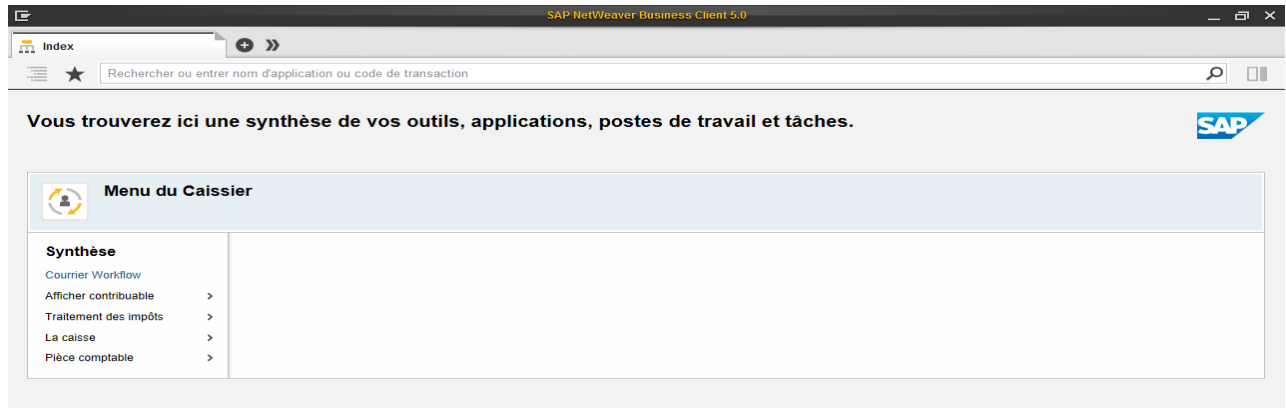 SAP NetWeaver Business Client 5.0
Index
Rechercher ou entrer nom d'application ou code de transaction
Vous trouverez ici une synthèse de vos outils, applications, postes de travail et tâches.
SAP
Menu du Caissier
Synthèse
Courrier Workflow
Afficher contribuable
Traitement des impôts
La caisse
Pièce comptable